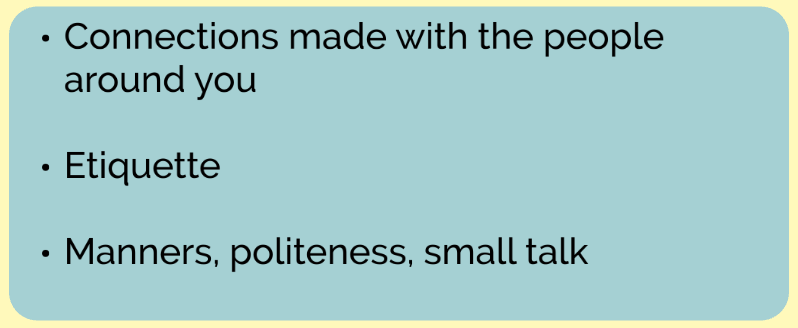 • Connections made with the people
around you
• Etiquette
• Manners, politeness, small talk